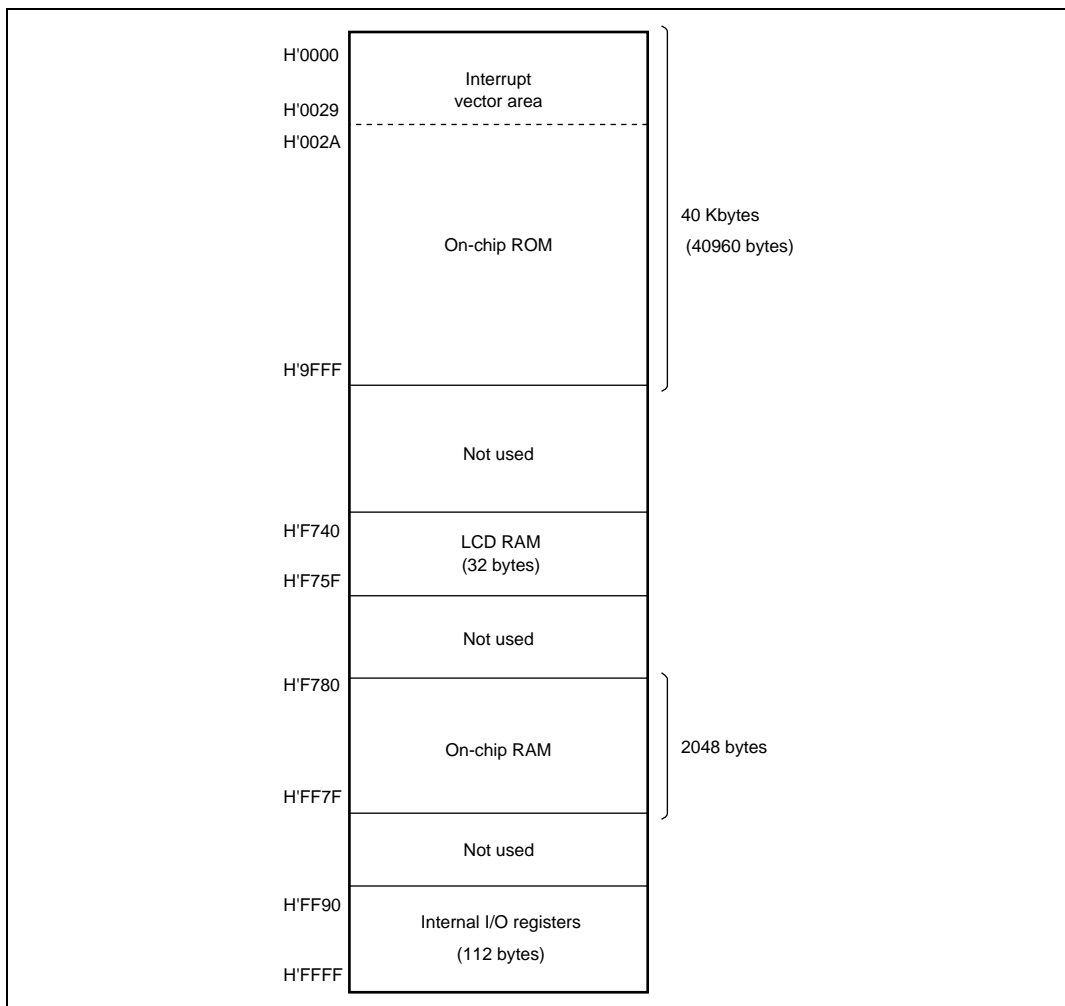 H'0000
Interrupt
vector area
H'0029
H'002A
40 Kbytes
(40960 bytes)
On-chip ROM
H'9FFF
Not used
H'F740
LCD RAM
(32 bytes)
H'F75F
Not used
H'F780
On-chip RAM
2048 bytes
H'FF7F
Not used
H'FF90
Internal I/O registers
(112 bytes)
H'FFFF